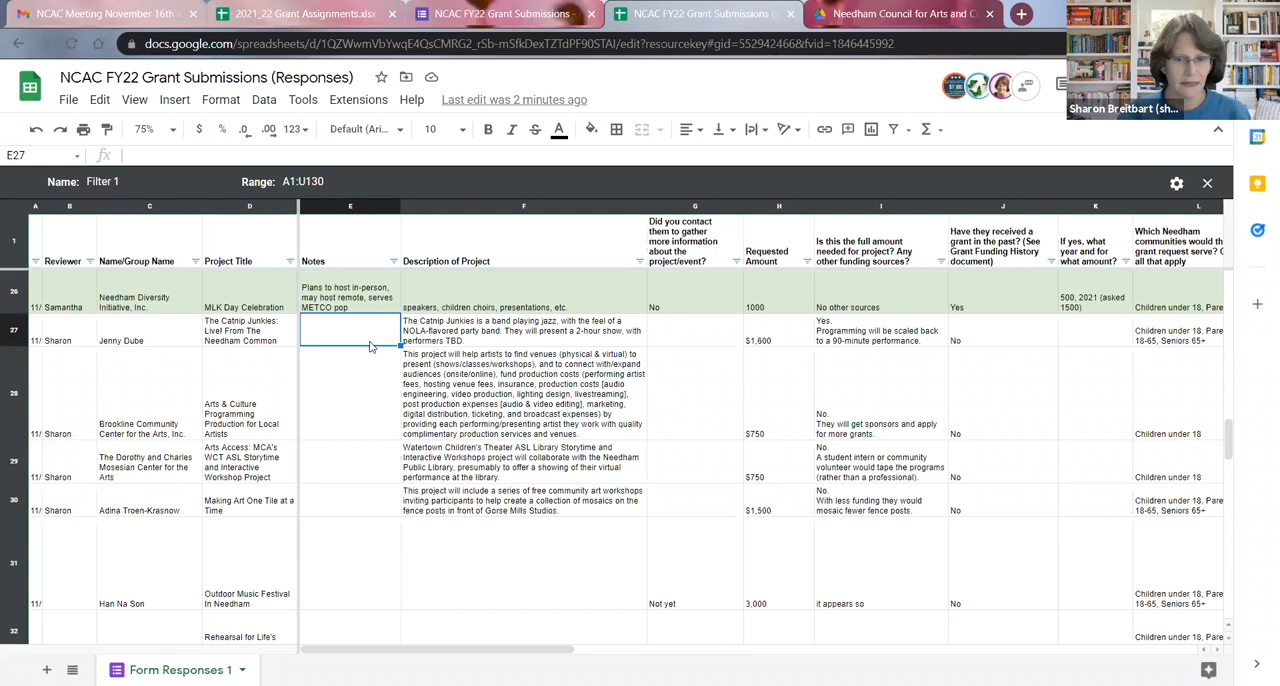 NCAC Meeting November 16th
2021_22 Grant Assignments.xlsx
NCAC FY22 Grant Submissions -
NCAC FY22 Grant Submissions (
Needham Council for Arts and C
docs.google.com/spreadsheets/d/1QZWwmVbYwqE4QsCMRG2_rSb-mSfkDexTZTdPF90STAI/edit?resourcekey#gid=552942466&fvid=1846445992
Sharon Breitbart (sh...
NCAC FY22 Grant Submissions (Responses)
File Edit View Insert Format Data Tools Extensions Help Last edit was 2 minutes ago
75% $ % .0 .00 123 Default (Ari... 10 B I S A
E27 fx
Name: Filter 1 Range: A1:U130
A B C D E F G H I J K L
1
Reviewer
Name/Group Name
Project Title
Notes
Description of Project
Did you contact
them to gather
more information
about the
project/event?
Requested
Amount
Is this the full amount
needed for project? Any
other funding sources?
Have they received a
grant in the past? (See
Grant Funding History
document)
If yes, what
year and for
what amount?
Which Needham
communities would th
grant request serve? C
all that apply
26
11/ Samantha
Needham Diversity
Initiative, Inc.
MLK Day Celebration
Plans to host in-person,
may host remote, serves
METCO pop
speakers, children choirs, presentations, etc.
No
1000
No other sources
Yes
500, 2021 (asked
1500)
Children under 18, Pare
27
11/ Sharon
Jenny Dube
The Catnip Junkies:
Live! From The
Needham Common
The Catnip Junkies is a band playing jazz, with the feel of a
NOLA-flavored party band. They will present a 2-hour show, with
performers TBD.
$1,600
Yes.
Programming will be scaled back
to a 90-minute performance.
No
Children under 18, Pare
18-65, Seniors 65+
28
11/ Sharon
Brookline Community
Center for the Arts, Inc.
Arts & Culture
Programming
Production for Local
Artists
This project will help artists to find venues (physical & virtual) to
present (shows/classes/workshops), and to connect with/expand
audiences (onsite/online), fund production costs (performing artist
fees, hosting venue fees, insurance, production costs [audio
engineering, video production, lighting design, livestreaming],
post production expenses [audio & video editing], marketing,
digital distribution, ticketing, and broadcast expenses) by
providing each performing/presenting artist they work with quality
complimentary production services and venues.
$750
No.
They will get sponsors and apply
for more grants.
No
Children under 18
29
11/ Sharon
The Dorothy and Charles
Mosesian Center for the
Arts
Arts Access: MCA's
WCT ASL Storytime
and Interactive
Workshop Project
Watertown Children's Theater ASL Library Storytime and
Interactive Workshops project will collaborate with the Needham
Public Library, presumably to offer a showing of their virtual
performance at the library.
$750
No.
A student intern or community
volunteer would tape the programs
(rather than a professional).
No
Children under 18
30
11/ Sharon
Adina Troen-Krasnow
Making Art One Tile at a
Time
This project will include a series of free community art workshops
inviting participants to help create a collection of mosaics on the
fence posts in front of Gorse Mills Studios.
$1,500
No.
With less funding they would
mosaic fewer fence posts.
No
Children under 18, Pare
18-65, Seniors 65+
31
11/
Han Na Son
Outdoor Music Festival
In Needham
Not yet
3,000
it appears so
No
Children under 18, Pare
18-65, Seniors 65+
32
Rehearsal for Life's
Children under 18, Pare
Form Responses 1